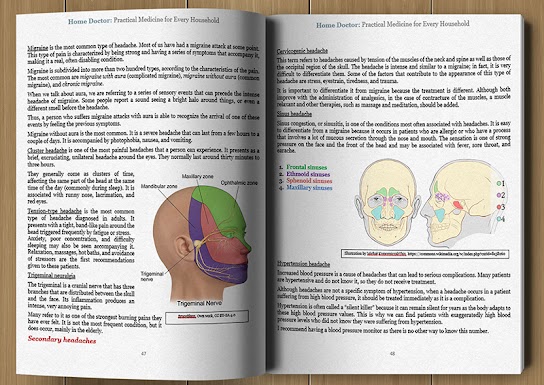 Home Doctor: Practical Medicine for Every Household
Migraine is the most common type of headache. Most of us have had a migraine attack at some point.
This type of pain is characterized by being strong and having a series of symptoms that accompany it,
making it a real, often disabling condition.
Migraine is subdivided into more than two hundred types, according to the characteristics of the pain.
The most common are migraine with aura (complicated migraine), migraine without aura (common
migraine), and chronic migraine.
When we talk about aura, we are referring to a series of sensory events that can precede the intense
headache of migraine. Some people report a sound seeing a bright halo around things, or even a
different smell before the headache.
Thus, a person who suffers migraine attacks with aura is able to recognize the arrival of one of these
events by feeling the previous symptoms.
Migraine without aura is the most common. It is a severe headache that can last from a few hours to a
couple of days. It is accompanied by photophobia, nausea, and vomiting.
Cluster headache is one of the most painful headaches that a person can experience. It presents as a
brief, excruciating, unilateral headache around the eyes. They normally last around thirty minutes to
three hours.
They generally come as clusters of time,
affecting the same part of the head at the same
time of the day (commonly during sleep). It is
associated with runny nose, lacrimation, and
red eyes.
Tension-type headache is the most common
type of headache diagnosed in adults. It
presents with a tight, band-like pain around the
head triggered frequently by fatigue or stress.
Anxiety, poor concentration, and difficulty
sleeping may also be seen accompanying it.
Relaxation, massages, hot baths, and avoidance
of stressors are the first recommendations
given to these patients.
Trigeminal neuralgia
The trigeminal is a cranial nerve that has three
branches that are distributed between the skull
and the face. Its inflammation produces an
intense, very annoying pain.
Many refer to it as one of the strongest burning pains they
have ever felt. It is not the most frequent condition, but it
does occur, mainly in the elderly.
Secondary headaches
Maxillary zone
Mandibular zone
Ophthalmic zone
Trigeminal
nerve
Trigeminal Nerve
Own work, CC BY-SA
47
Home Doctor: Practical Medicine for Every Household
Cervicogenic headache
This term refers to headaches caused by tension of the muscles of the neck and spine as well as those of
the occipital region of the skull. The headache is intense and similar to a migraine; in fact, it is very
difficult to differentiate them. Some of the factors that contribute to the appearance of this type of
headache are stress, eyestrain, tiredness, and trauma.
It is important to differentiate it from migraine because the treatment is different. Although both
improve with the administration of analgesics, in the case of contracture of the muscles, a muscle
relaxant and other therapies, such as manage and meditation, should be added.
Sinus headache
Sinus congestion, or sinusitis, is one of the conditions most often associated with headaches. It is easy
to differentiate from a migraine because it occurs in patients who are allergic or who have a process
that involves a lot of mucous secretion through the nose and mouth. The sensation is one of strong
pressure on the face and the front of the head and may be associated with fever, sore throat, and
earache.
1. Frontal sinuses
2. Ethmoid sinuses
3. Sphenoid sinuses
4. Maxillary sinuses
1
2
3
4
Illustration by
Hypertension headache
Increased blood pressure is a cause of headaches that can lead to serious complications. Many patients
are hypertensive and do not know it, so they do not receive treatment.
Although headaches are not a specific symptom of hypertension, when a headache occurs in a patient
suffering from high blood pressure, it should be treated immediately as it is a complication.
Hypertension is often called a "silent killer" because it can remain silent for years as the body adapts to
these high blood pressure values. This is why we can find patients with exaggeratedly high blood
pressure levels who did not know they were suffering from hypertension.
I recommend having a blood pressure monitor as there is no other way to know this number.
48